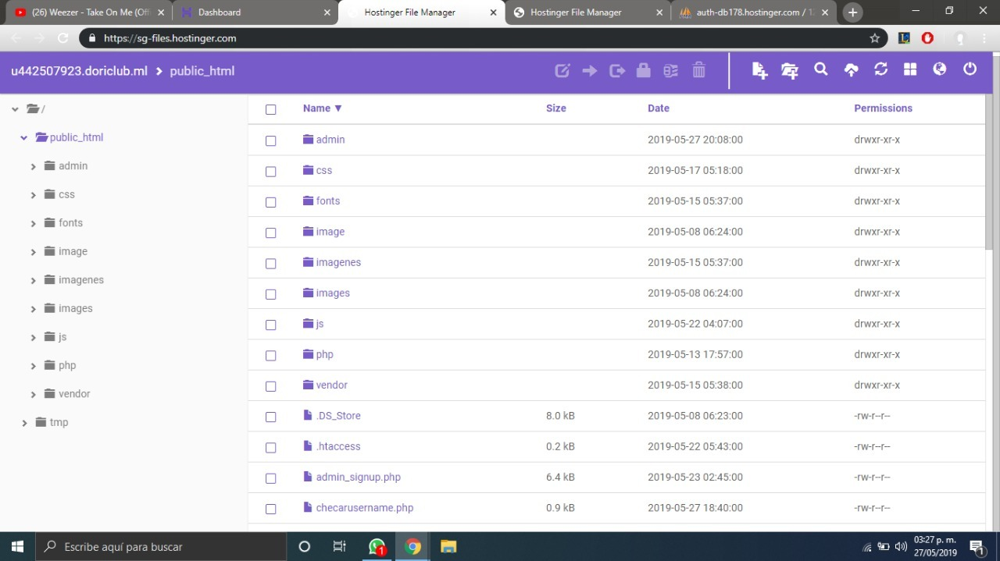 (26) Weezer - Take On Me (Offi
Dashboard
Hostinger File Manager
Hostinger File Manager
auth-db178.hostinger.com / 12
https://sg-files.hostinger.com
u442507923.doriclub.ml > public_html
/
public_html
admin
css
fonts
image
imagenes
images
js
php
vendor
tmp
Name ▼ Size Date Permissions
admin 2019-05-27 20:08:00 drwxr-xr-x
css 2019-05-17 05:18:00 drwxr-xr-x
fonts 2019-05-15 05:37:00 drwxr-xr-x
image 2019-05-08 06:24:00 drwxr-xr-x
imagenes 2019-05-15 05:37:00 drwxr-xr-x
images 2019-05-08 06:24:00 drwxr-xr-x
js 2019-05-22 04:07:00 drwxr-xr-x
php 2019-05-13 17:57:00 drwxr-xr-x
vendor 2019-05-15 05:38:00 drwxr-xr-x
.DS_Store 8.0 kB 2019-05-08 06:23:00 -rw-r--r--
.htaccess 0.2 kB 2019-05-22 05:43:00 -rw-r--r--
admin_signup.php 6.4 kB 2019-05-23 02:45:00 -rw-r--r--
checarusername.php 0.9 kB 2019-05-27 18:40:00 -rw-r--r--
Escribe aquí para buscar
1
03:27 p. m.
27/05/2019
1